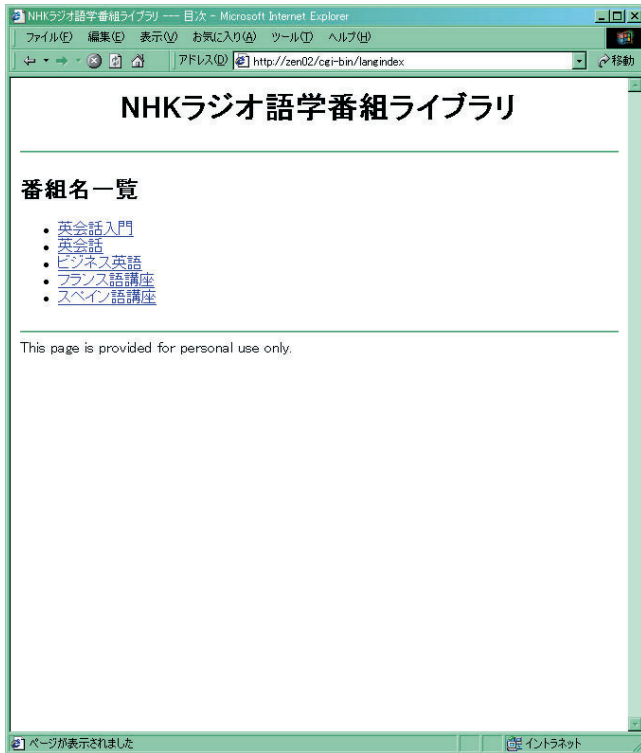 NHKラジオ語学番組ライブラリ --- 目次 - Microsoft Internet Explorer
ファイル(F) 編集(E) 表示(V) お気に入り(A) ツール(T) ヘルプ(H)
アドレス(D) http://zen02/cgi-bin/langindex 移動
NHKラジオ語学番組ライブラリ
番組名一覧
英会話入門
英会話
ビジネス英語
フランス語講座
スペイン語講座
This page is provided for personal use only.
ページが表示されました イントラネット